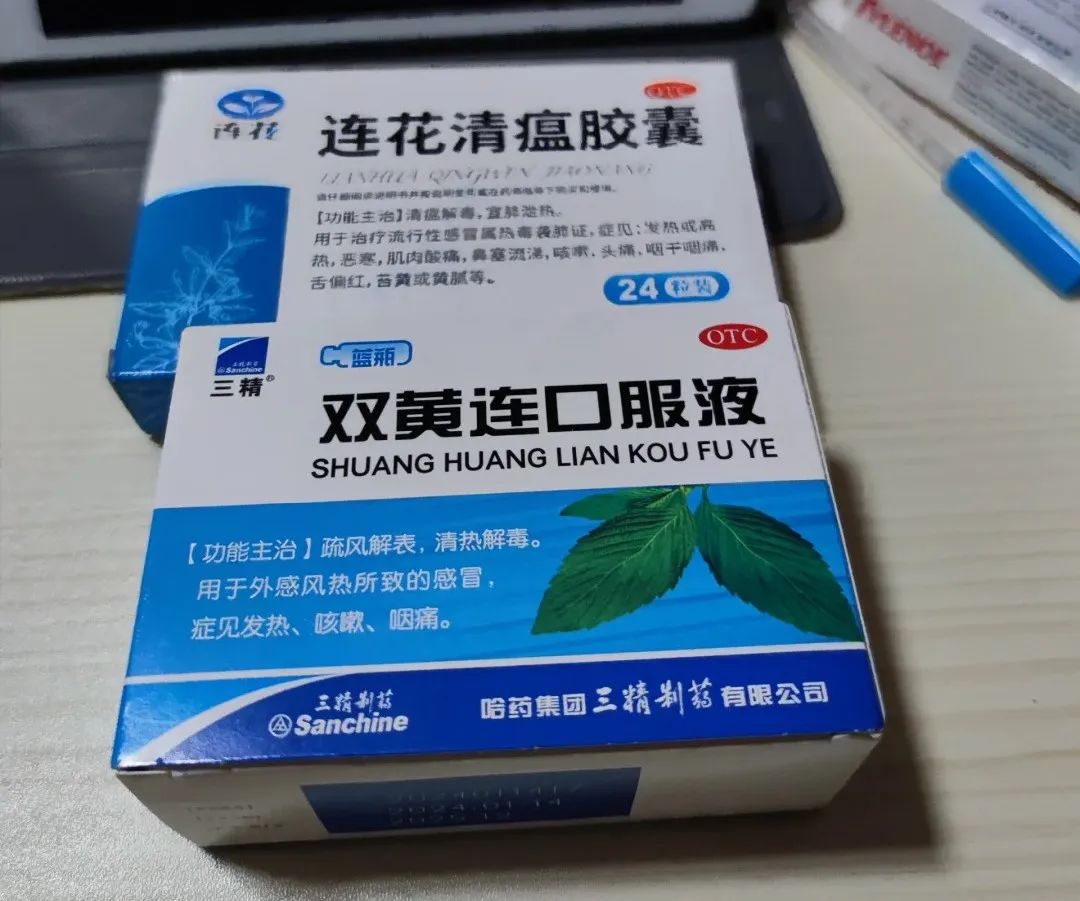 连花
OTC
连花清瘟胶囊
LIANHUA QINGWEN JIAONANG
【功能主治】清瘟解毒，宣肺泄热。
用于治疗流行性感冒属热毒袭肺证，症见：发热或高
热，恶寒，肌肉酸痛，鼻塞流涕，咳嗽，头痛，咽干咽痛，
舌偏红，苔黄或黄腻等。
24粒装
三精制药
Sanchine
三精®
蓝瓶
OTC
双黄连口服液
SHUANG HUANG LIAN KOU FU YE
【功能主治】疏风解表，清热解毒。
用于外感风热所致的感冒，
症见发热、咳嗽、咽痛。
三精制药
Sanchine
哈药集团三精制药有限公司